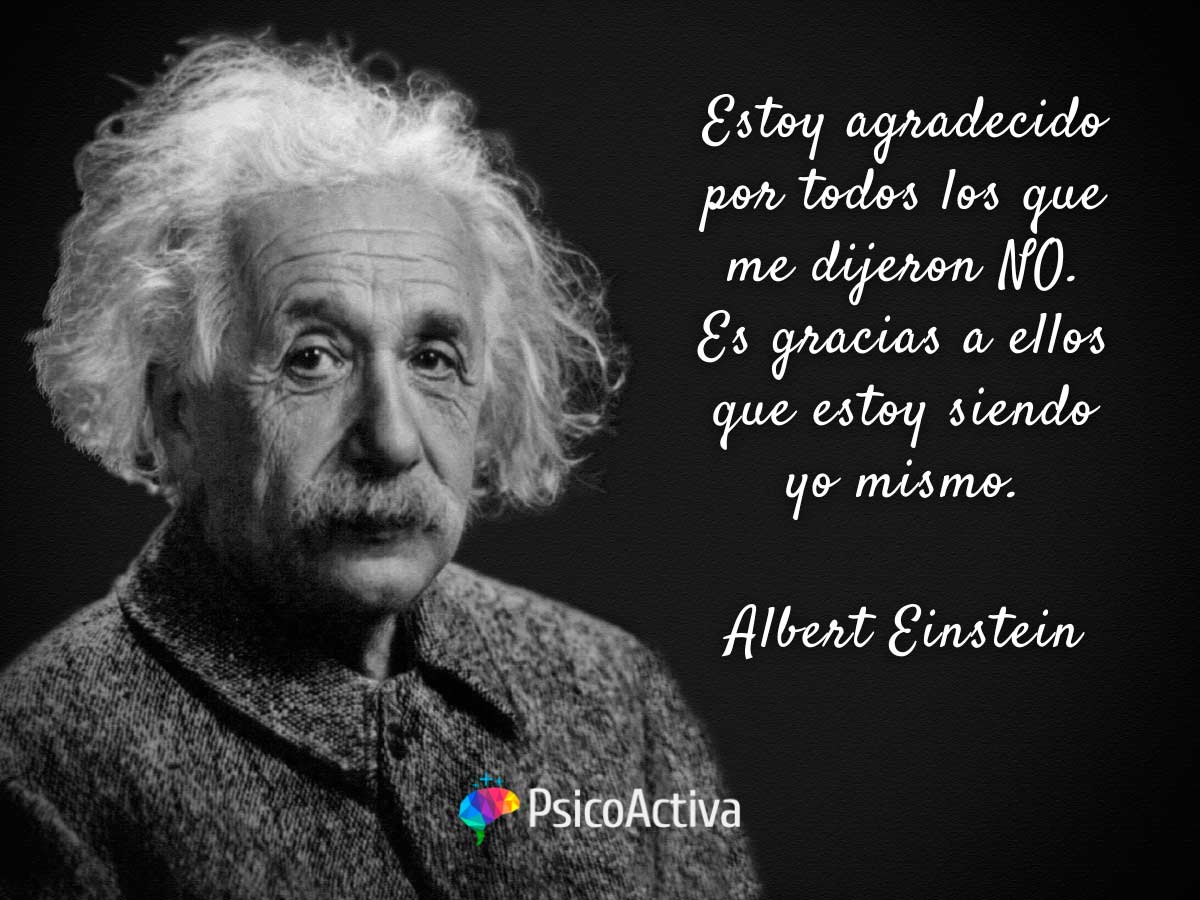 Estoy agradecido
por todos los que
me dijeron NO.
Es gracias a ellos
que estoy siendo
yo mismo.
Albert Einstein
PsicoActiva